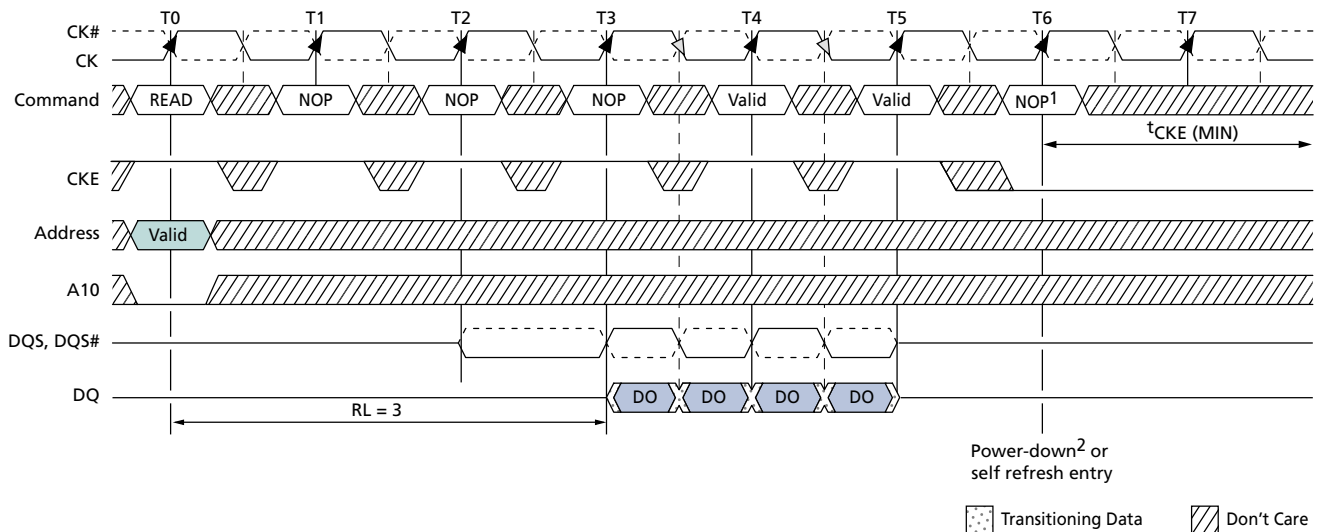 T0 T1 T2 T3 T4 T5 T6 T7
CK#
CK
Command READ NOP NOP NOP Valid Valid NOP1
tCKE (MIN)
CKE
Address Valid
A10
DQS, DQS#
DQ DO DO DO DO
RL = 3
Power-down2 or
self refresh entry
Transitioning Data Don't Care